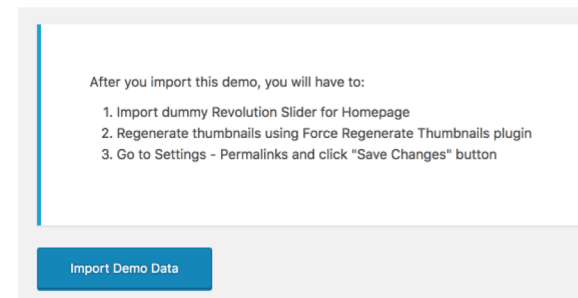 After you import this demo, you will have to:
1. Import dummy Revolution Slider for Homepage
2. Regenerate thumbnails using Force Regenerate Thumbnails plugin
3. Go to Settings - Permalinks and click "Save Changes" button
Import Demo Data